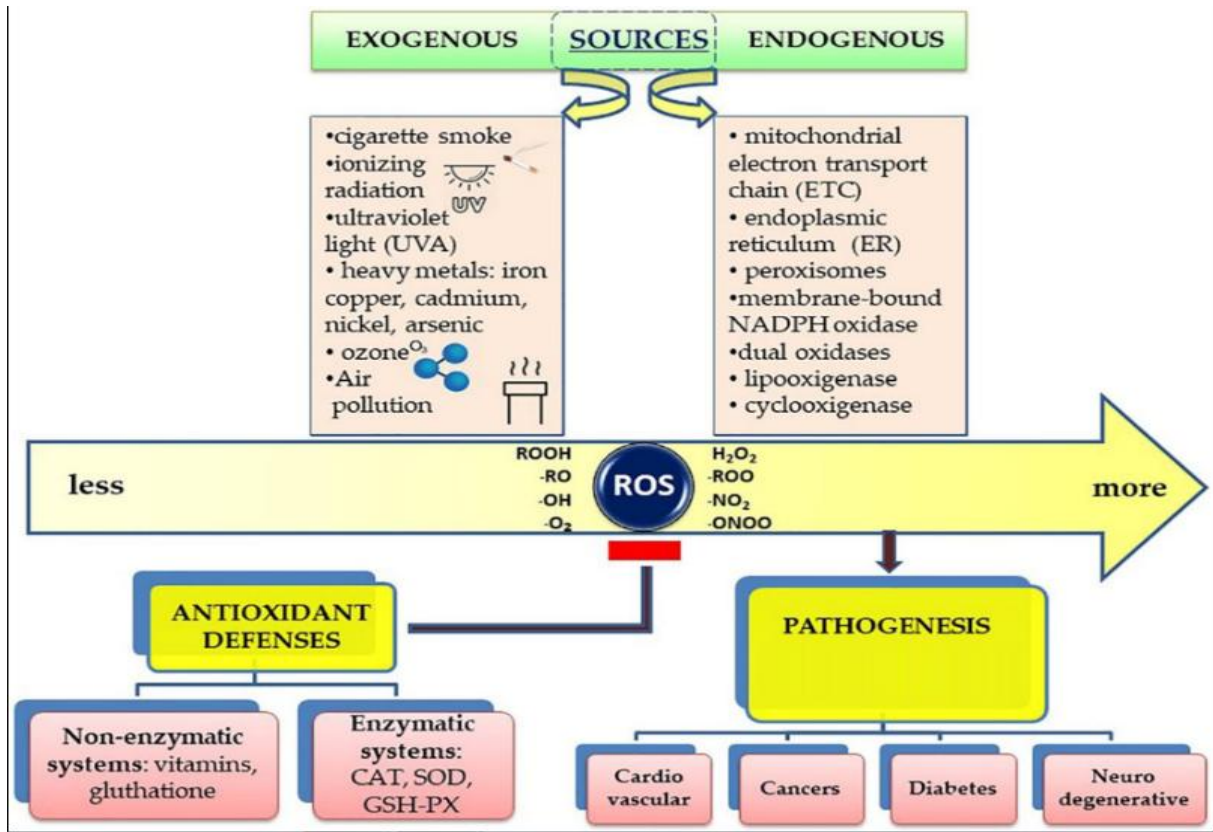 EXOGENOUS SOURCES ENDOGENOUS
•cigarette smoke
•ionizing
radiation
UV
•ultraviolet
light (UVA)
• heavy metals: iron
copper, cadmium,
nickel, arsenic
• ozone O₃
•Air
pollution
• mitochondrial
electron transport
chain (ETC)
• endoplasmic
reticulum (ER)
• peroxisomes
•membrane-bound
NADPH oxidase
•dual oxidases
• lipooxigenase
• cyclooxigenase
less
ROOH
·RO
·OH
·O₂
ROS
H₂O₂
·ROO
·NO₂
·ONOO
more
ANTIOXIDANT
DEFENSES
Non-enzymatic
systems: vitamins,
gluthatione
Enzymatic
systems:
CAT, SOD,
GSH-PX
PATHOGENESIS
Cardio
vascular
Cancers
Diabetes
Neuro
degenerative